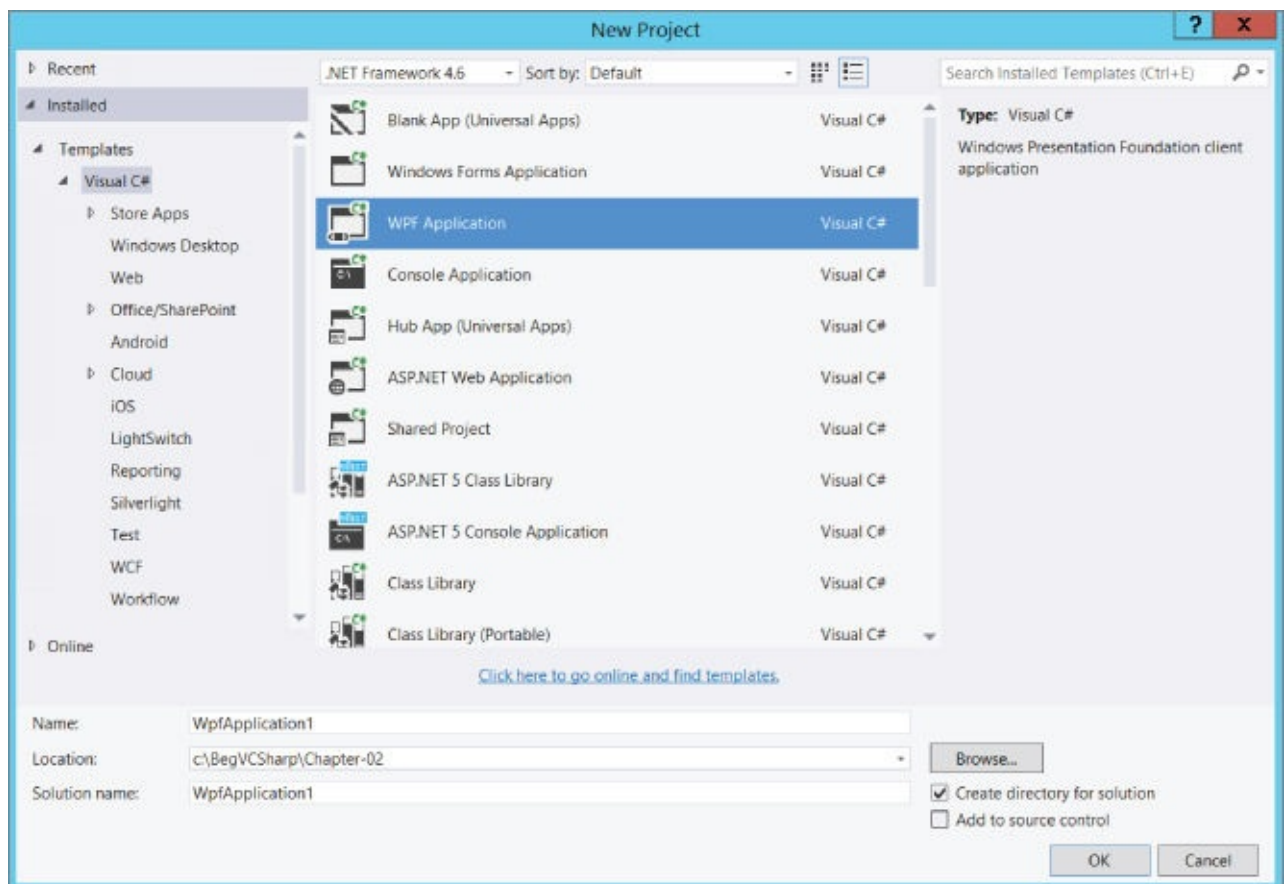 New Project
? X
Recent
Installed
Templates
Visual C#
Store Apps
Windows Desktop
Web
Office/SharePoint
Android
Cloud
iOS
LightSwitch
Reporting
Silverlight
Test
WCF
Workflow
Online
.NET Framework 4.6 Sort by: Default
Blank App (Universal Apps) Visual C#
Windows Forms Application Visual C#
WPF Application Visual C#
Console Application Visual C#
Hub App (Universal Apps) Visual C#
ASP.NET Web Application Visual C#
Shared Project Visual C#
ASP.NET 5 Class Library Visual C#
ASP.NET 5 Console Application Visual C#
Class Library Visual C#
Class Library (Portable) Visual C#
Click here to go online and find templates.
Search Installed Templates (Ctrl+E)
Type: Visual C#
Windows Presentation Foundation client
application
Name: WpfApplication1
Location: c:\BegVCSharp\Chapter-02 Browse...
Solution name: WpfApplication1
Create directory for solution
Add to source control
OK Cancel